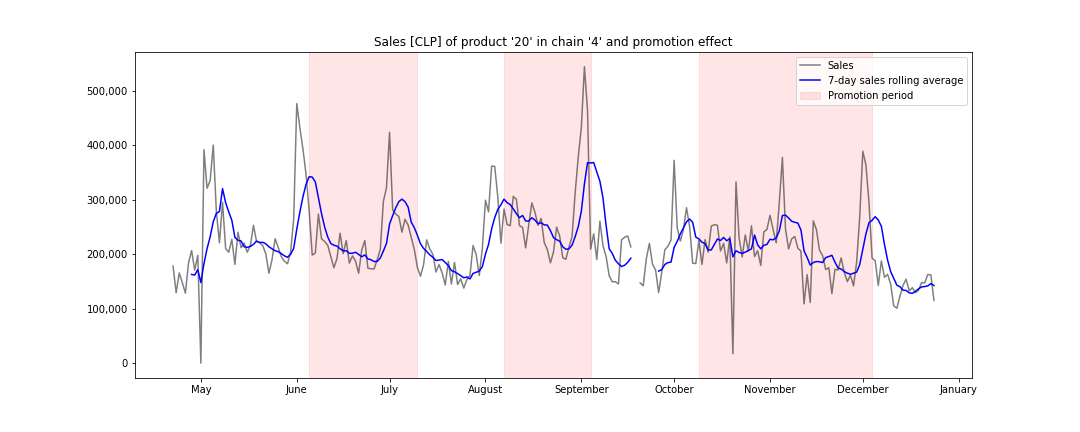 Sales [CLP] of product '20' in chain '4' and promotion effect
Sales
7-day sales rolling average
Promotion period
500,000
400,000
300,000
200,000
100,000
0
May
June
July
August
September
October
November
December
January